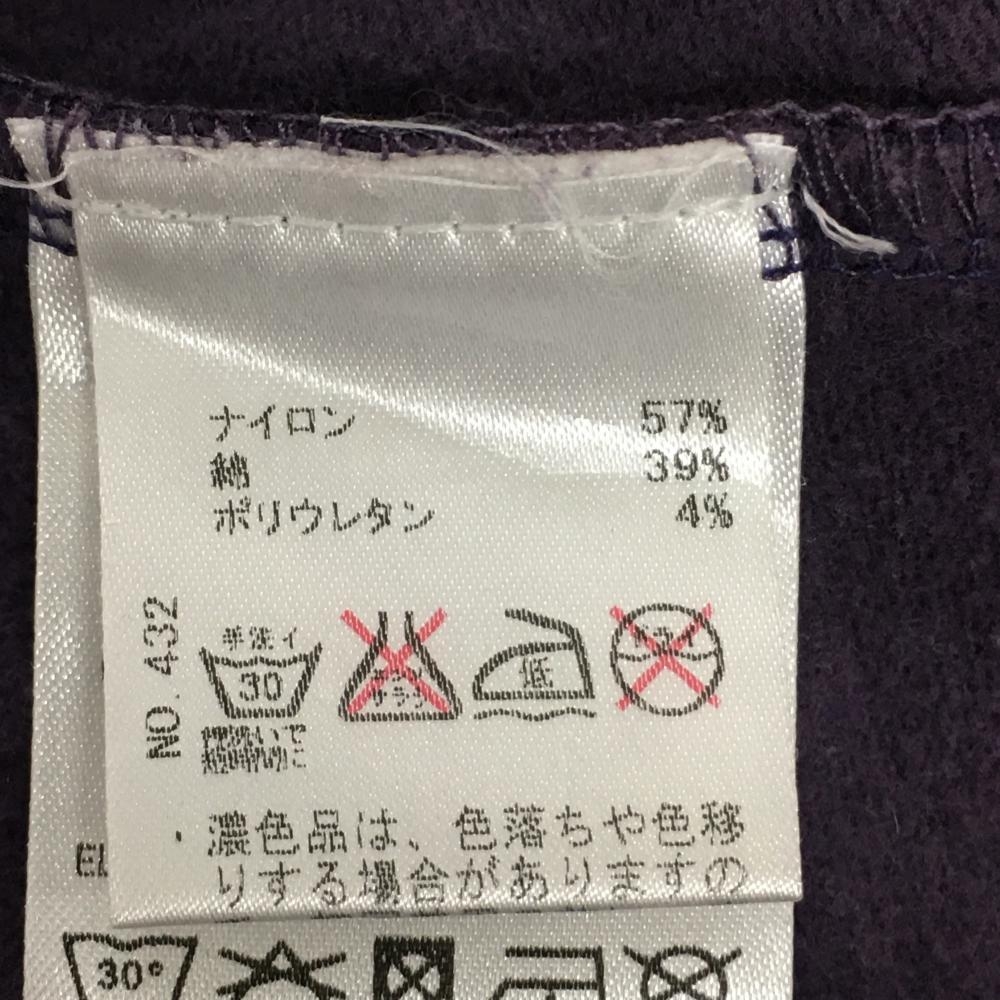 ナイロン 57%
綿 39%
ポリウレタン 4%
NO.432
手洗イ
30
低
・濃色品は、色落ちや色移
りする場合がありますの
EL
30°